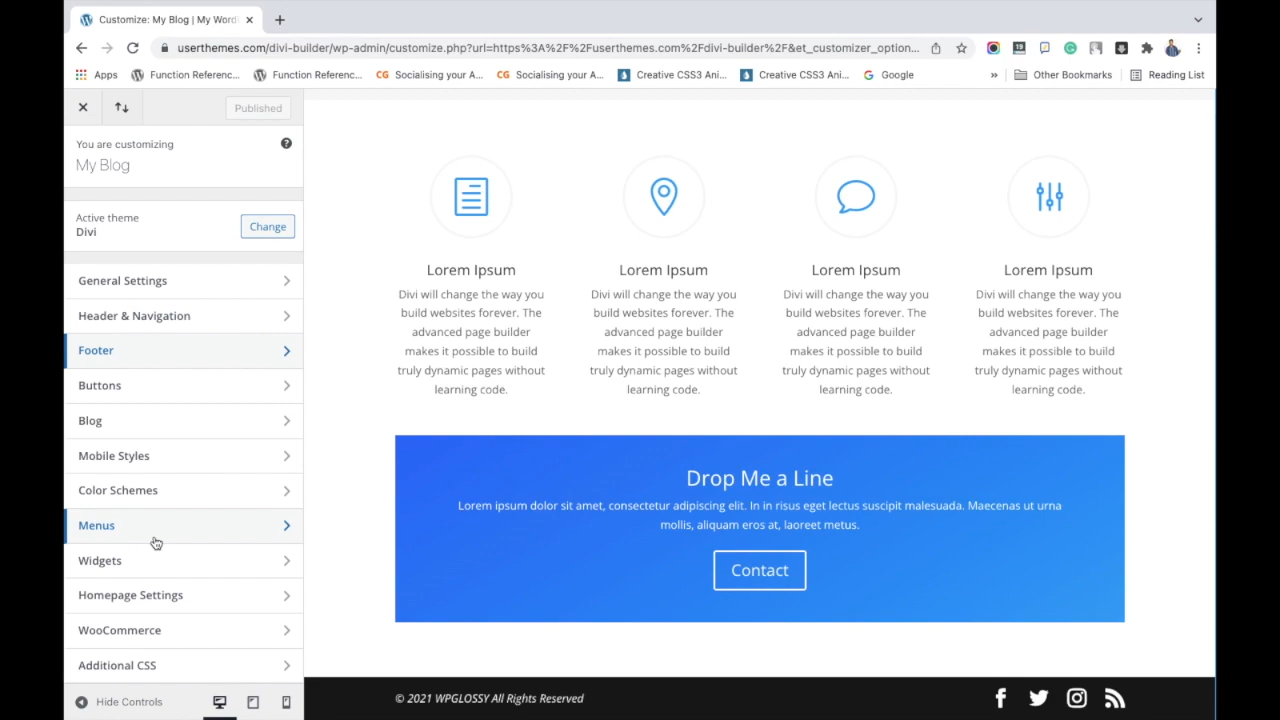 Customize: My Blog | My Word
userthemes.com/divi-builder/wp-admin/customize.php?url=https%3A%2F%2Fuserthemes.com%2Fdivi-builder%2F&et_customizer_option...
Apps
Function Referenc...
Function Referenc...
CG Socialising your A...
CG Socialising your A...
Creative CSS3 Ani...
Creative CSS3 Ani...
G Google
»
Other Bookmarks
Reading List
Published
You are customizing
My Blog
Active theme
Divi
Change
General Settings
Header & Navigation
Footer
Buttons
Blog
Mobile Styles
Color Schemes
Menus
Widgets
Homepage Settings
WooCommerce
Additional CSS
Hide Controls
Lorem Ipsum
Divi will change the way you
build websites forever. The
advanced page builder
makes it possible to build
truly dynamic pages without
learning code.
Lorem Ipsum
Divi will change the way you
build websites forever. The
advanced page builder
makes it possible to build
truly dynamic pages without
learning code.
Lorem Ipsum
Divi will change the way you
build websites forever. The
advanced page builder
makes it possible to build
truly dynamic pages without
learning code.
Lorem Ipsum
Divi will change the way you
build websites forever. The
advanced page builder
makes it possible to build
truly dynamic pages without
learning code.
Drop Me a Line
Lorem ipsum dolor sit amet, consectetur adipiscing elit. In in risus eget lectus suscipit malesuada. Maecenas ut urna
mollis, aliquam eros at, laoreet metus.
Contact
© 2021 WPGLOSSY All Rights Reserved